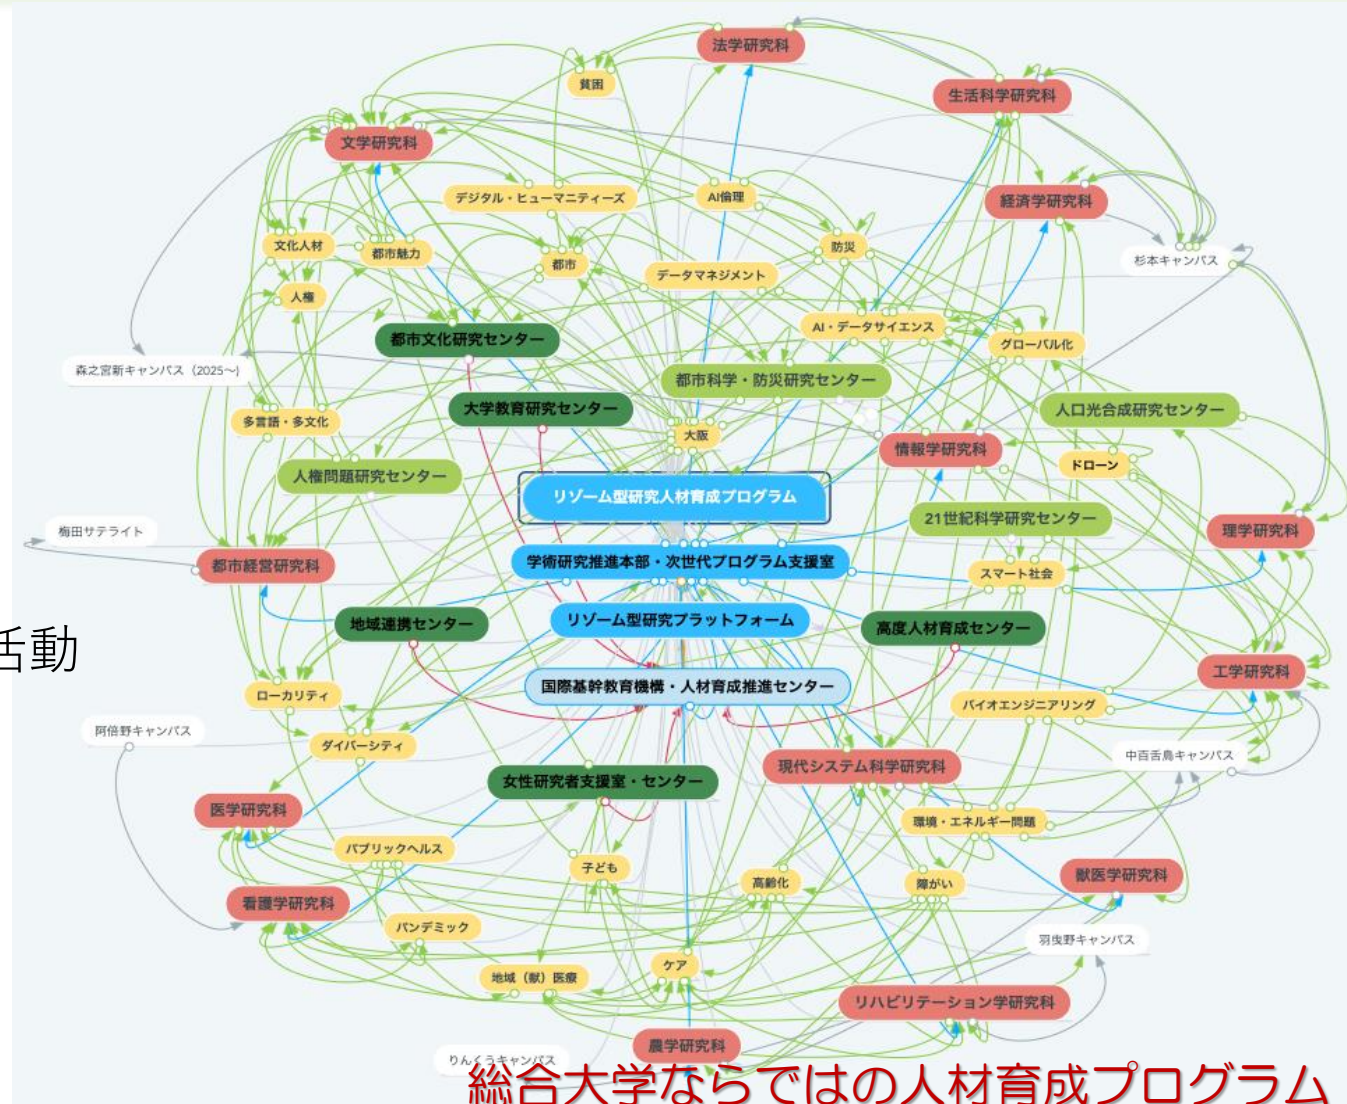 法学研究科
貧困
生活科学研究科
文学研究科
デジタル・ヒューマニティーズ
AI倫理
経済学研究科
文化人材
都市魅力
都市
防災
杉本キャンパス
データマネジメント
人権
AI・データサイエンス
都市文化研究センター
グローバル化
森之宮新キャンパス（2025～）
都市科学・防災研究センター
大学教育研究センター
人口光合成研究センター
多言語・多文化
大阪
情報学研究科
ドローン
人権問題研究センター
リゾーム型研究人材育成プログラム
21世紀科学研究センター
梅田サテライト
理学研究科
都市経営研究科
学術研究推進本部・次世代プログラム支援室
スマート社会
地域連携センター
リゾーム型研究プラットフォーム
高度人材育成センター
活動
工学研究科
国際基幹教育機構・人材育成推進センター
ローカリティ
バイオエンジニアリング
阿倍野キャンパス
ダイバーシティ
中百舌鳥キャンパス
女性研究者支援室・センター
現代システム科学研究科
医学研究科
環境・エネルギー問題
パブリックヘルス
子ども
高齢化
障がい
獣医学研究科
看護学研究科
パンデミック
羽曳野キャンパス
地域（獣）医療
ケア
リハビリテーション学研究科
農学研究科
りんくうキャンパス
総合大学ならではの人材育成プログラム